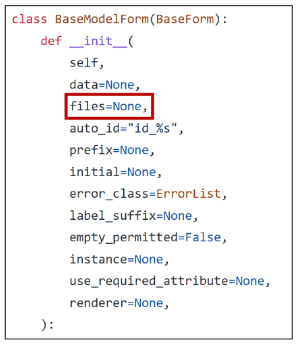 class BaseModelForm(BaseForm):
    def __init__(
        self,
        data=None,
        files=None,
        auto_id="id_%s",
        prefix=None,
        initial=None,
        error_class=ErrorList,
        label_suffix=None,
        empty_permitted=False,
        instance=None,
        use_required_attribute=None,
        renderer=None,
    ):